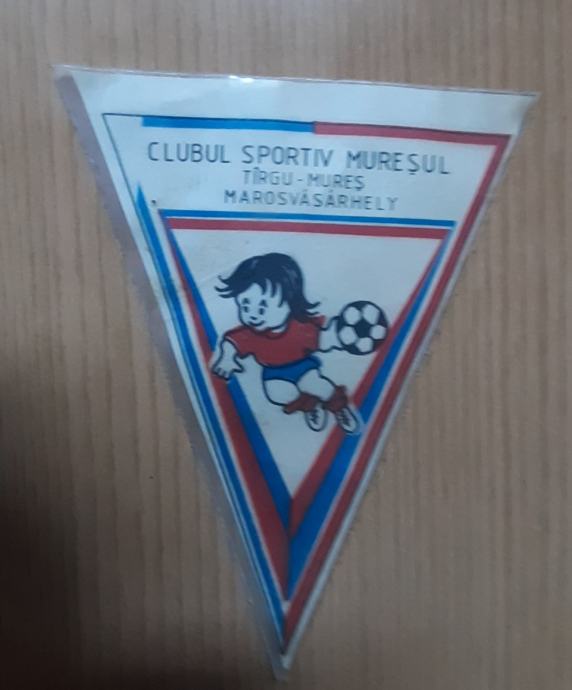 CLUBUL SPORTIV MUREŞUL
TÎRGU-MUREŞ
MAROSVÁSÁRHELY